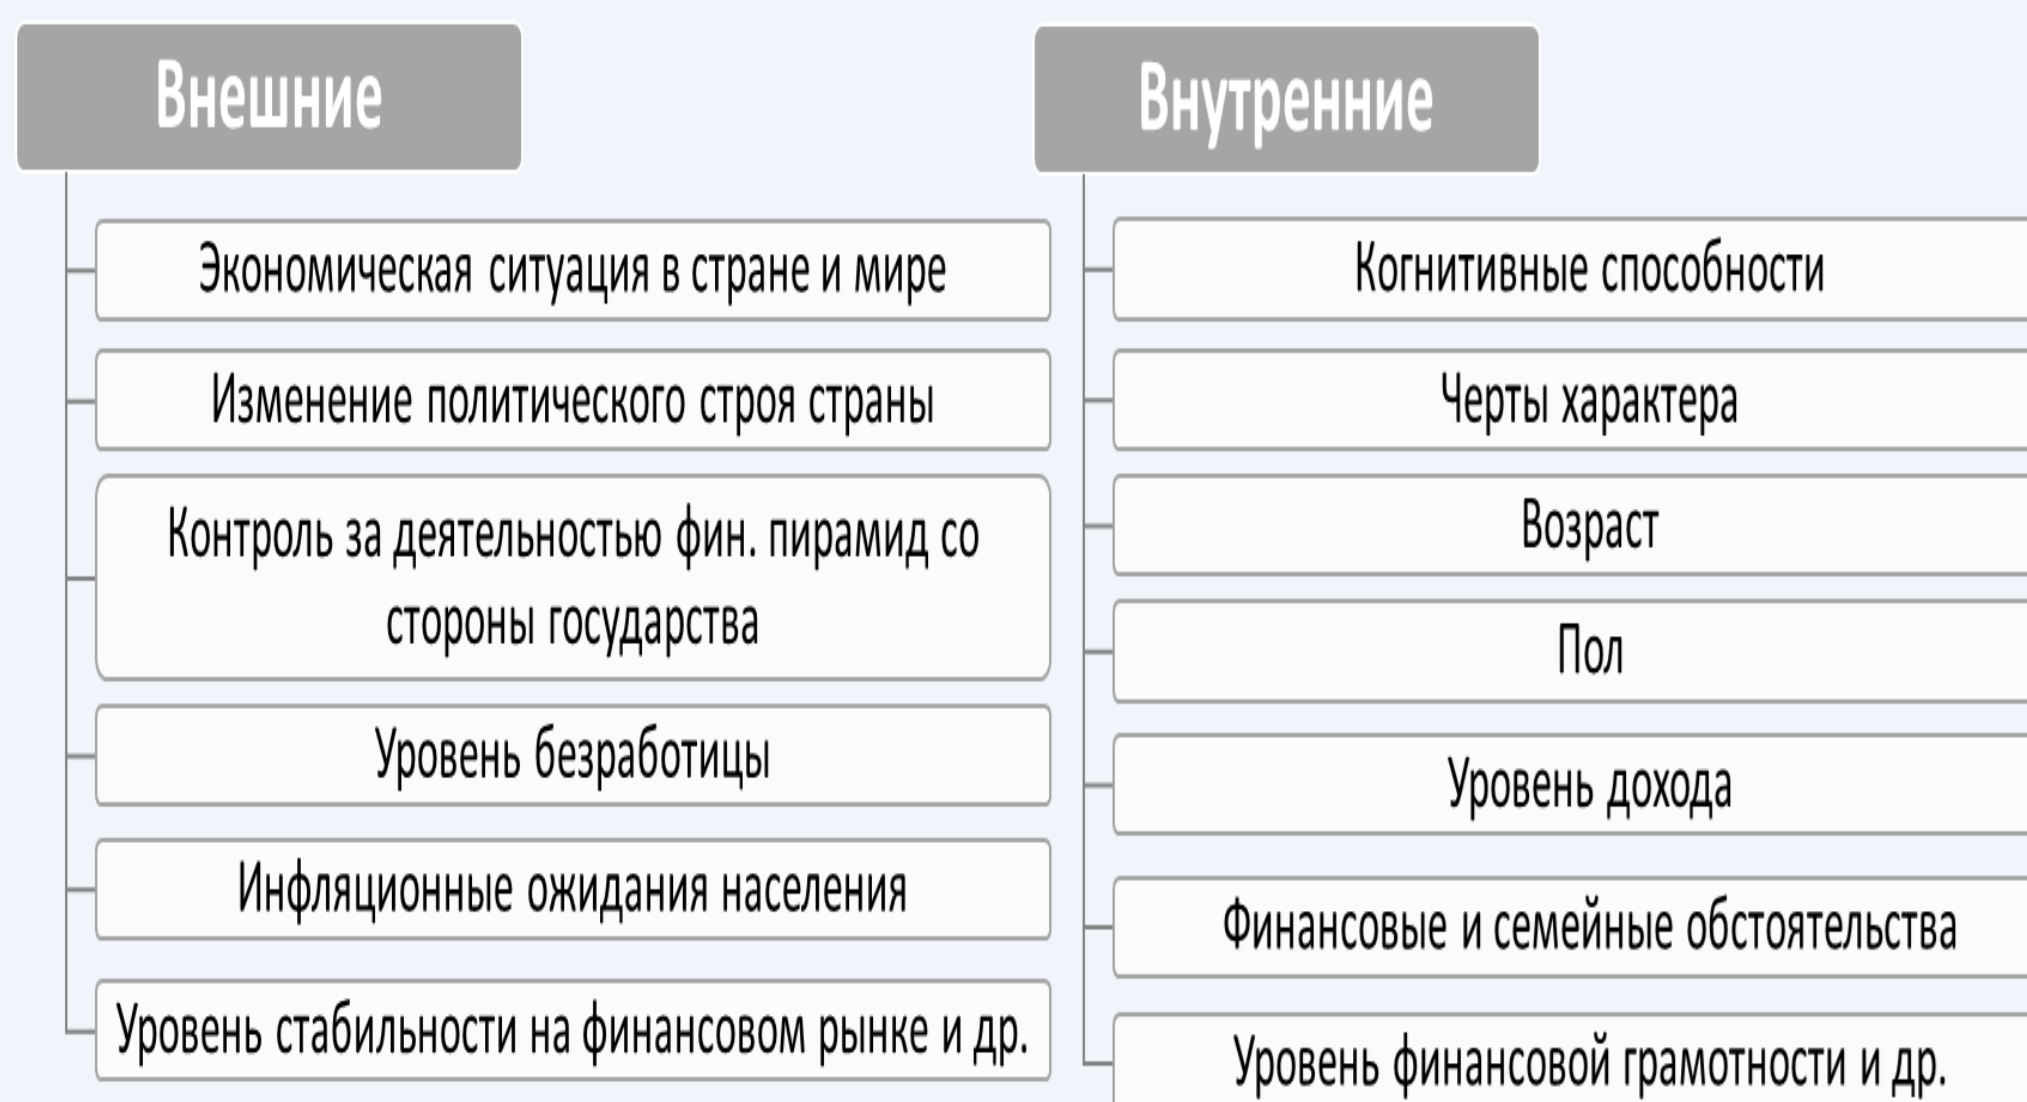 Внешние
Экономическая ситуация в стране и мире
Изменение политического строя страны
Контроль за деятельностью фин. пирамид со
стороны государства
Уровень безработицы
Инфляционные ожидания населения
Уровень стабильности на финансовом рынке и др.
Внутренние
Когнитивные способности
Черты характера
Возраст
Пол
Уровень дохода
Финансовые и семейные обстоятельства
Уровень финансовой грамотности и др.